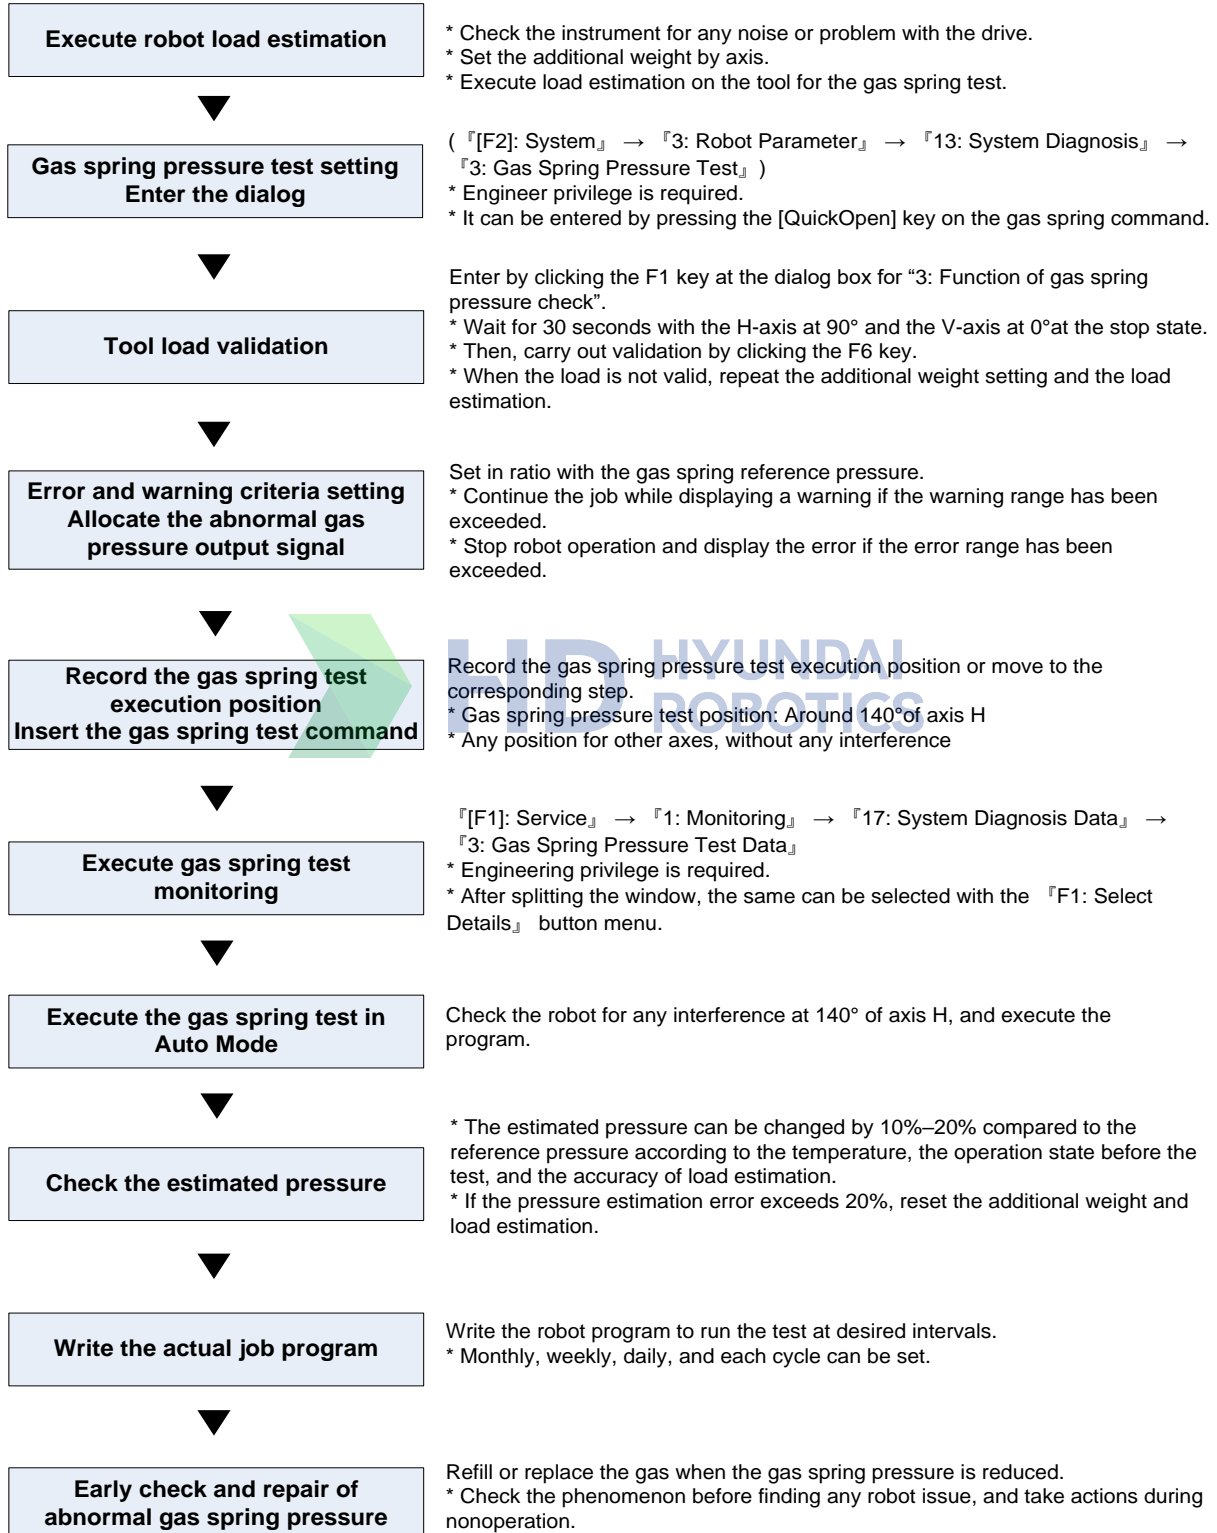 Execute robot load estimation
* Check the instrument for any noise or problem with the drive.
* Set the additional weight by axis.
* Execute load estimation on the tool for the gas spring test.
Gas spring pressure test setting
Enter the dialog
(『[F2]: System』 → 『3: Robot Parameter』 → 『13: System Diagnosis』 →
『3: Gas Spring Pressure Test』)
* Engineer privilege is required.
* It can be entered by pressing the [QuickOpen] key on the gas spring command.
Tool load validation
Enter by clicking the F1 key at the dialog box for “3: Function of gas spring
pressure check”.
* Wait for 30 seconds with the H-axis at 90° and the V-axis at 0°at the stop state.
* Then, carry out validation by clicking the F6 key.
* When the load is not valid, repeat the additional weight setting and the load
estimation.
Error and warning criteria setting
Allocate the abnormal gas
pressure output signal
Set in ratio with the gas spring reference pressure.
* Continue the job while displaying a warning if the warning range has been
exceeded.
* Stop robot operation and display the error if the error range has been
exceeded.
HD HYUNDAI
ROBOTICS
Record the gas spring test
execution position
Insert the gas spring test command
Record the gas spring pressure test execution position or move to the
corresponding step.
* Gas spring pressure test position: Around 140°of axis H
* Any position for other axes, without any interference
Execute gas spring test
monitoring
『[F1]: Service』 → 『1: Monitoring』 → 『17: System Diagnosis Data』 →
『3: Gas Spring Pressure Test Data』
* Engineering privilege is required.
* After splitting the window, the same can be selected with the 『F1: Select
Details』 button menu.
Execute the gas spring test in
Auto Mode
Check the robot for any interference at 140° of axis H, and execute the
program.
Check the estimated pressure
* The estimated pressure can be changed by 10%–20% compared to the
reference pressure according to the temperature, the operation state before the
test, and the accuracy of load estimation.
* If the pressure estimation error exceeds 20%, reset the additional weight and
load estimation.
Write the actual job program
Write the robot program to run the test at desired intervals.
* Monthly, weekly, daily, and each cycle can be set.
Early check and repair of
abnormal gas spring pressure
Refill or replace the gas when the gas spring pressure is reduced.
* Check the phenomenon before finding any robot issue, and take actions during
nonoperation.